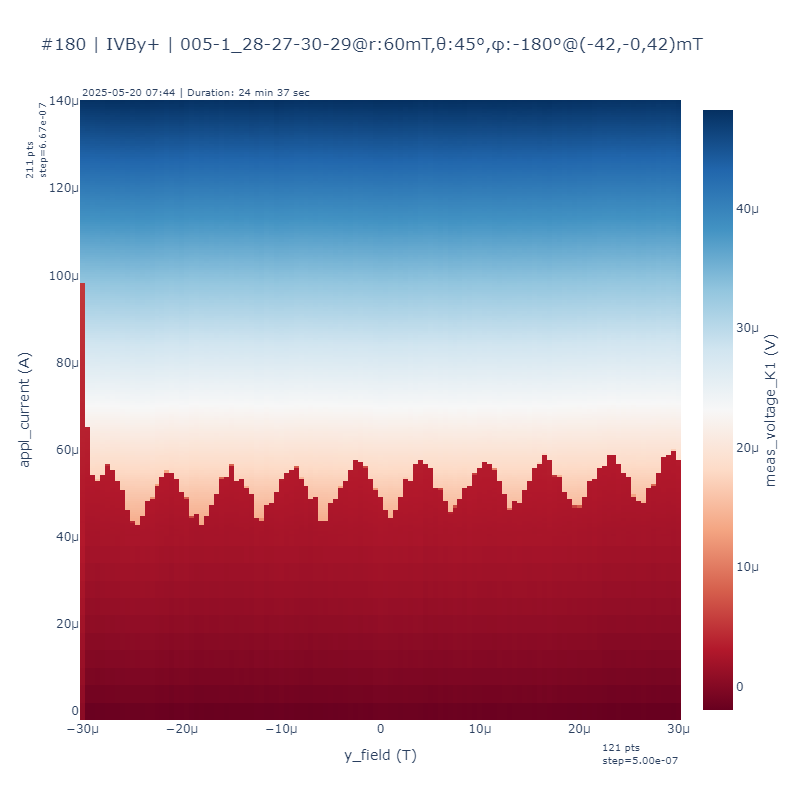 #180 | IVBy+ | 005-1_28-27-30-29@r:60mT,θ:45°,φ:-180°@(-42,-0,42)mT
2025-05-20 07:44 | Duration: 24 min 37 sec
211 pts
step=6.67e-07
140μ
120μ
100μ
80μ
60μ
40μ
20μ
0
appl_current (A)
−30μ
−20μ
−10μ
0
10μ
20μ
30μ
y_field (T)
121 pts
step=5.00e-07
40μ
30μ
20μ
10μ
0
meas_voltage_K1 (V)